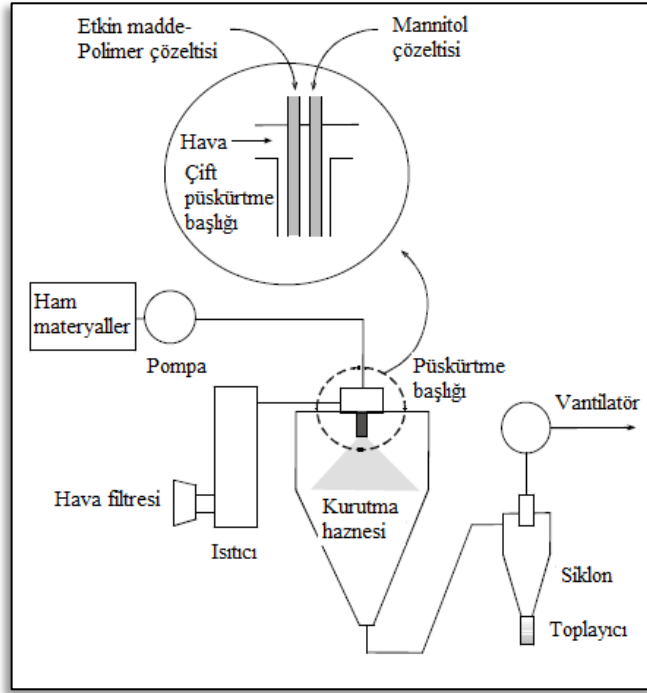 Etkin madde-
Polimer çözeltisi
Mannitol
çözeltisi
Hava
Çift
püskürtme
başlığı
Ham
materyaller
Pompa
Püskürtme
başlığı
Vantilatör
Hava filtresi
Isıtıcı
Kurutma
haznesi
Siklon
Toplayıcı